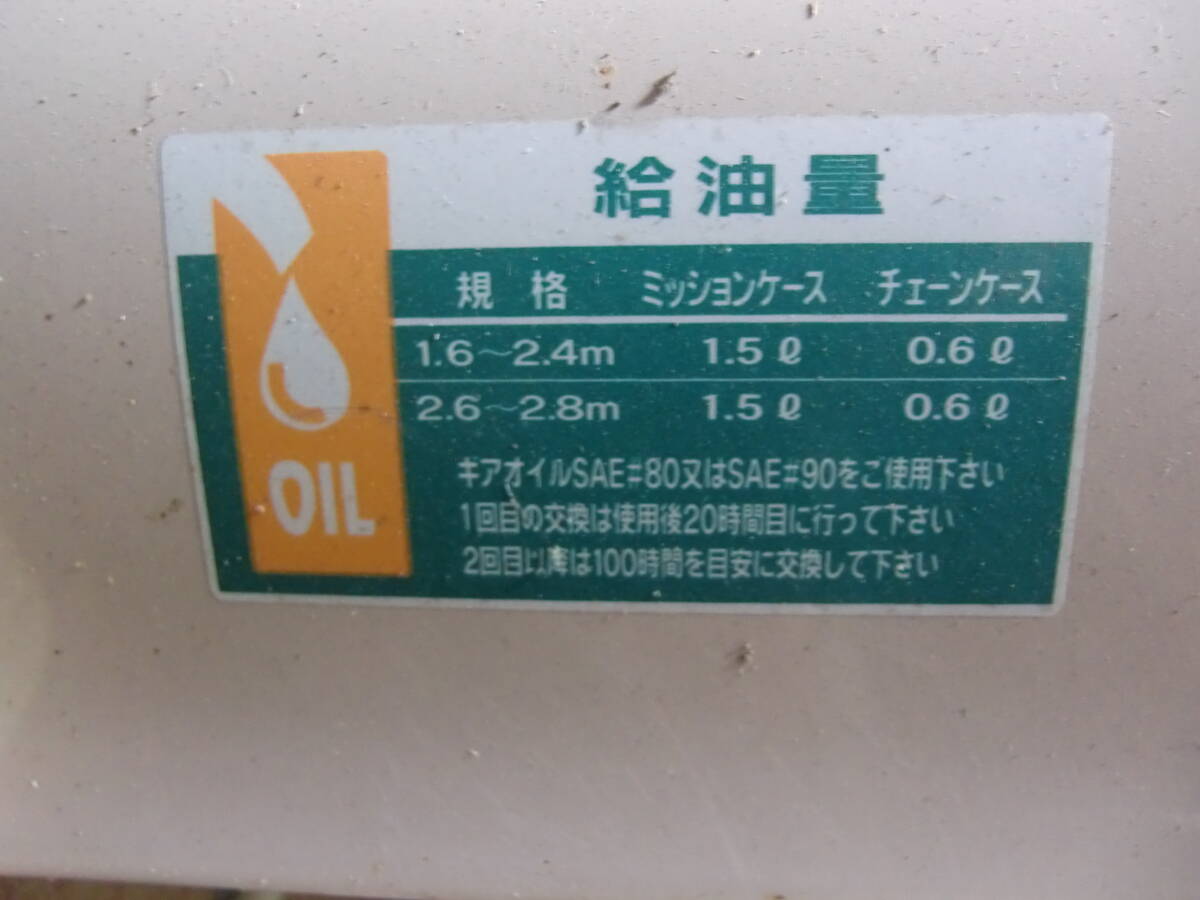 給油量
規格 ミッションケース チェーンケース
1.6～2.4m 1.5ℓ 0.6ℓ
2.6～2.8m 1.5ℓ 0.6ℓ
ギアオイルSAE#80又はSAE#90をご使用下さい
1回目の交換は使用後20時間目に行って下さい
2回目以降は100時間を目安に交換して下さい
OIL